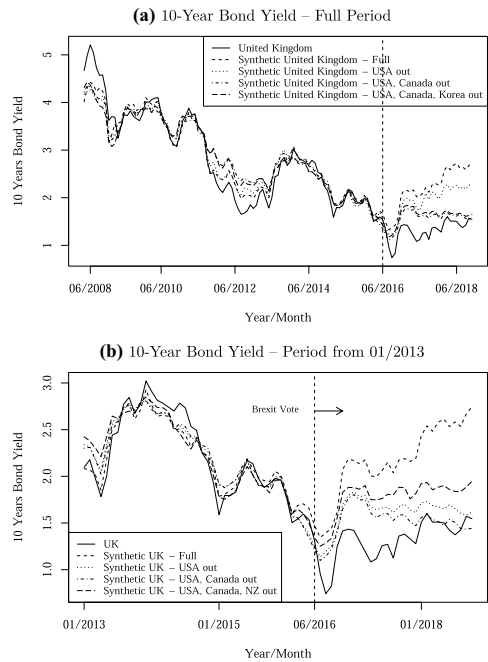 (a) 10-Year Bond Yield – Full Period
United Kingdom
Synthetic United Kingdom – Full
Synthetic United Kingdom – USA out
Synthetic United Kingdom – USA, Canada out
Synthetic United Kingdom – USA, Canada, Korea out
10 Years Bond Yield
5
4
3
2
1
06/2008
06/2010
06/2012
06/2014
06/2016
06/2018
Year/Month
(b) 10-Year Bond Yield – Period from 01/2013
Brexit Vote
10 Years Bond Yield
3.0
2.5
2.0
1.5
1.0
UK
Synthetic UK – Full
Synthetic UK – USA out
Synthetic UK – USA, Canada out
Synthetic UK – USA, Canada, NZ out
01/2013
01/2015
06/2016
01/2018
Year/Month